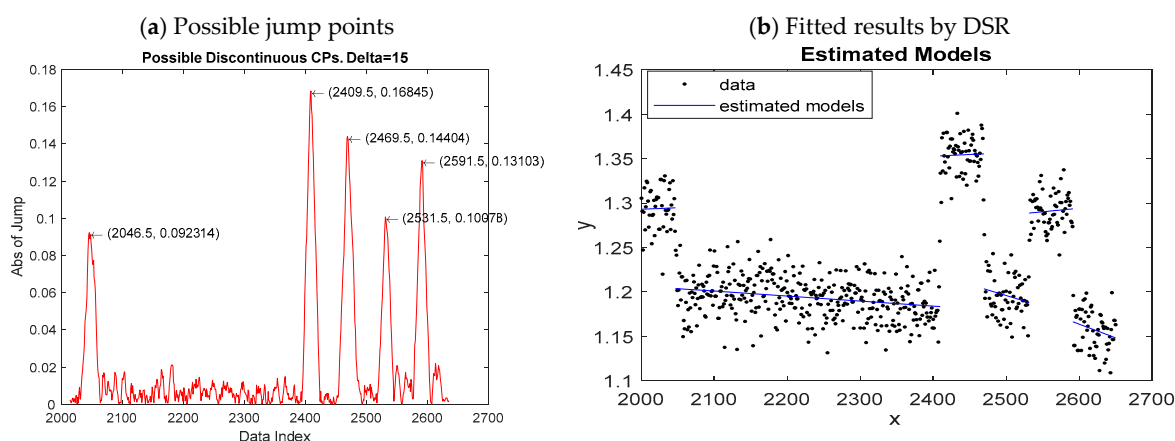 (a) Possible jump points
Possible Discontinuous CPs. Delta=15
Abs of Jump
0.18
0.16
0.14
0.12
0.1
0.08
0.06
0.04
0.02
0
(2409.5, 0.16845)
(2469.5, 0.14404)
(2591.5, 0.13103)
(2531.5, 0.10078)
(2046.5, 0.092314)
2000 2100 2200 2300 2400 2500 2600 2700
Data Index
(b) Fitted results by DSR
Estimated Models
data
estimated models
y
1.45
1.4
1.35
1.3
1.25
1.2
1.15
1.1
2000 2100 2200 2300 2400 2500 2600 2700
x